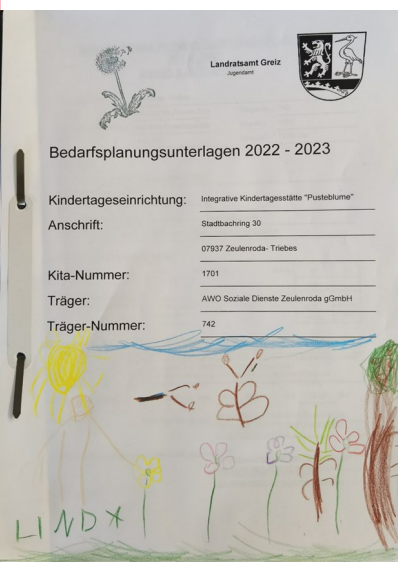 Landratsamt Greiz
Jugendamt
Bedarfsplanungsunterlagen 2022 - 2023
Kindertageseinrichtung: Integrative Kindertagesstätte "Pusteblume"
Anschrift: Stadtbachring 30
07937 Zeulenroda- Triebes
Kita-Nummer: 1701
Träger: AWO Soziale Dienste Zeulenroda gGmbH
Träger-Nummer: 742
LINDA